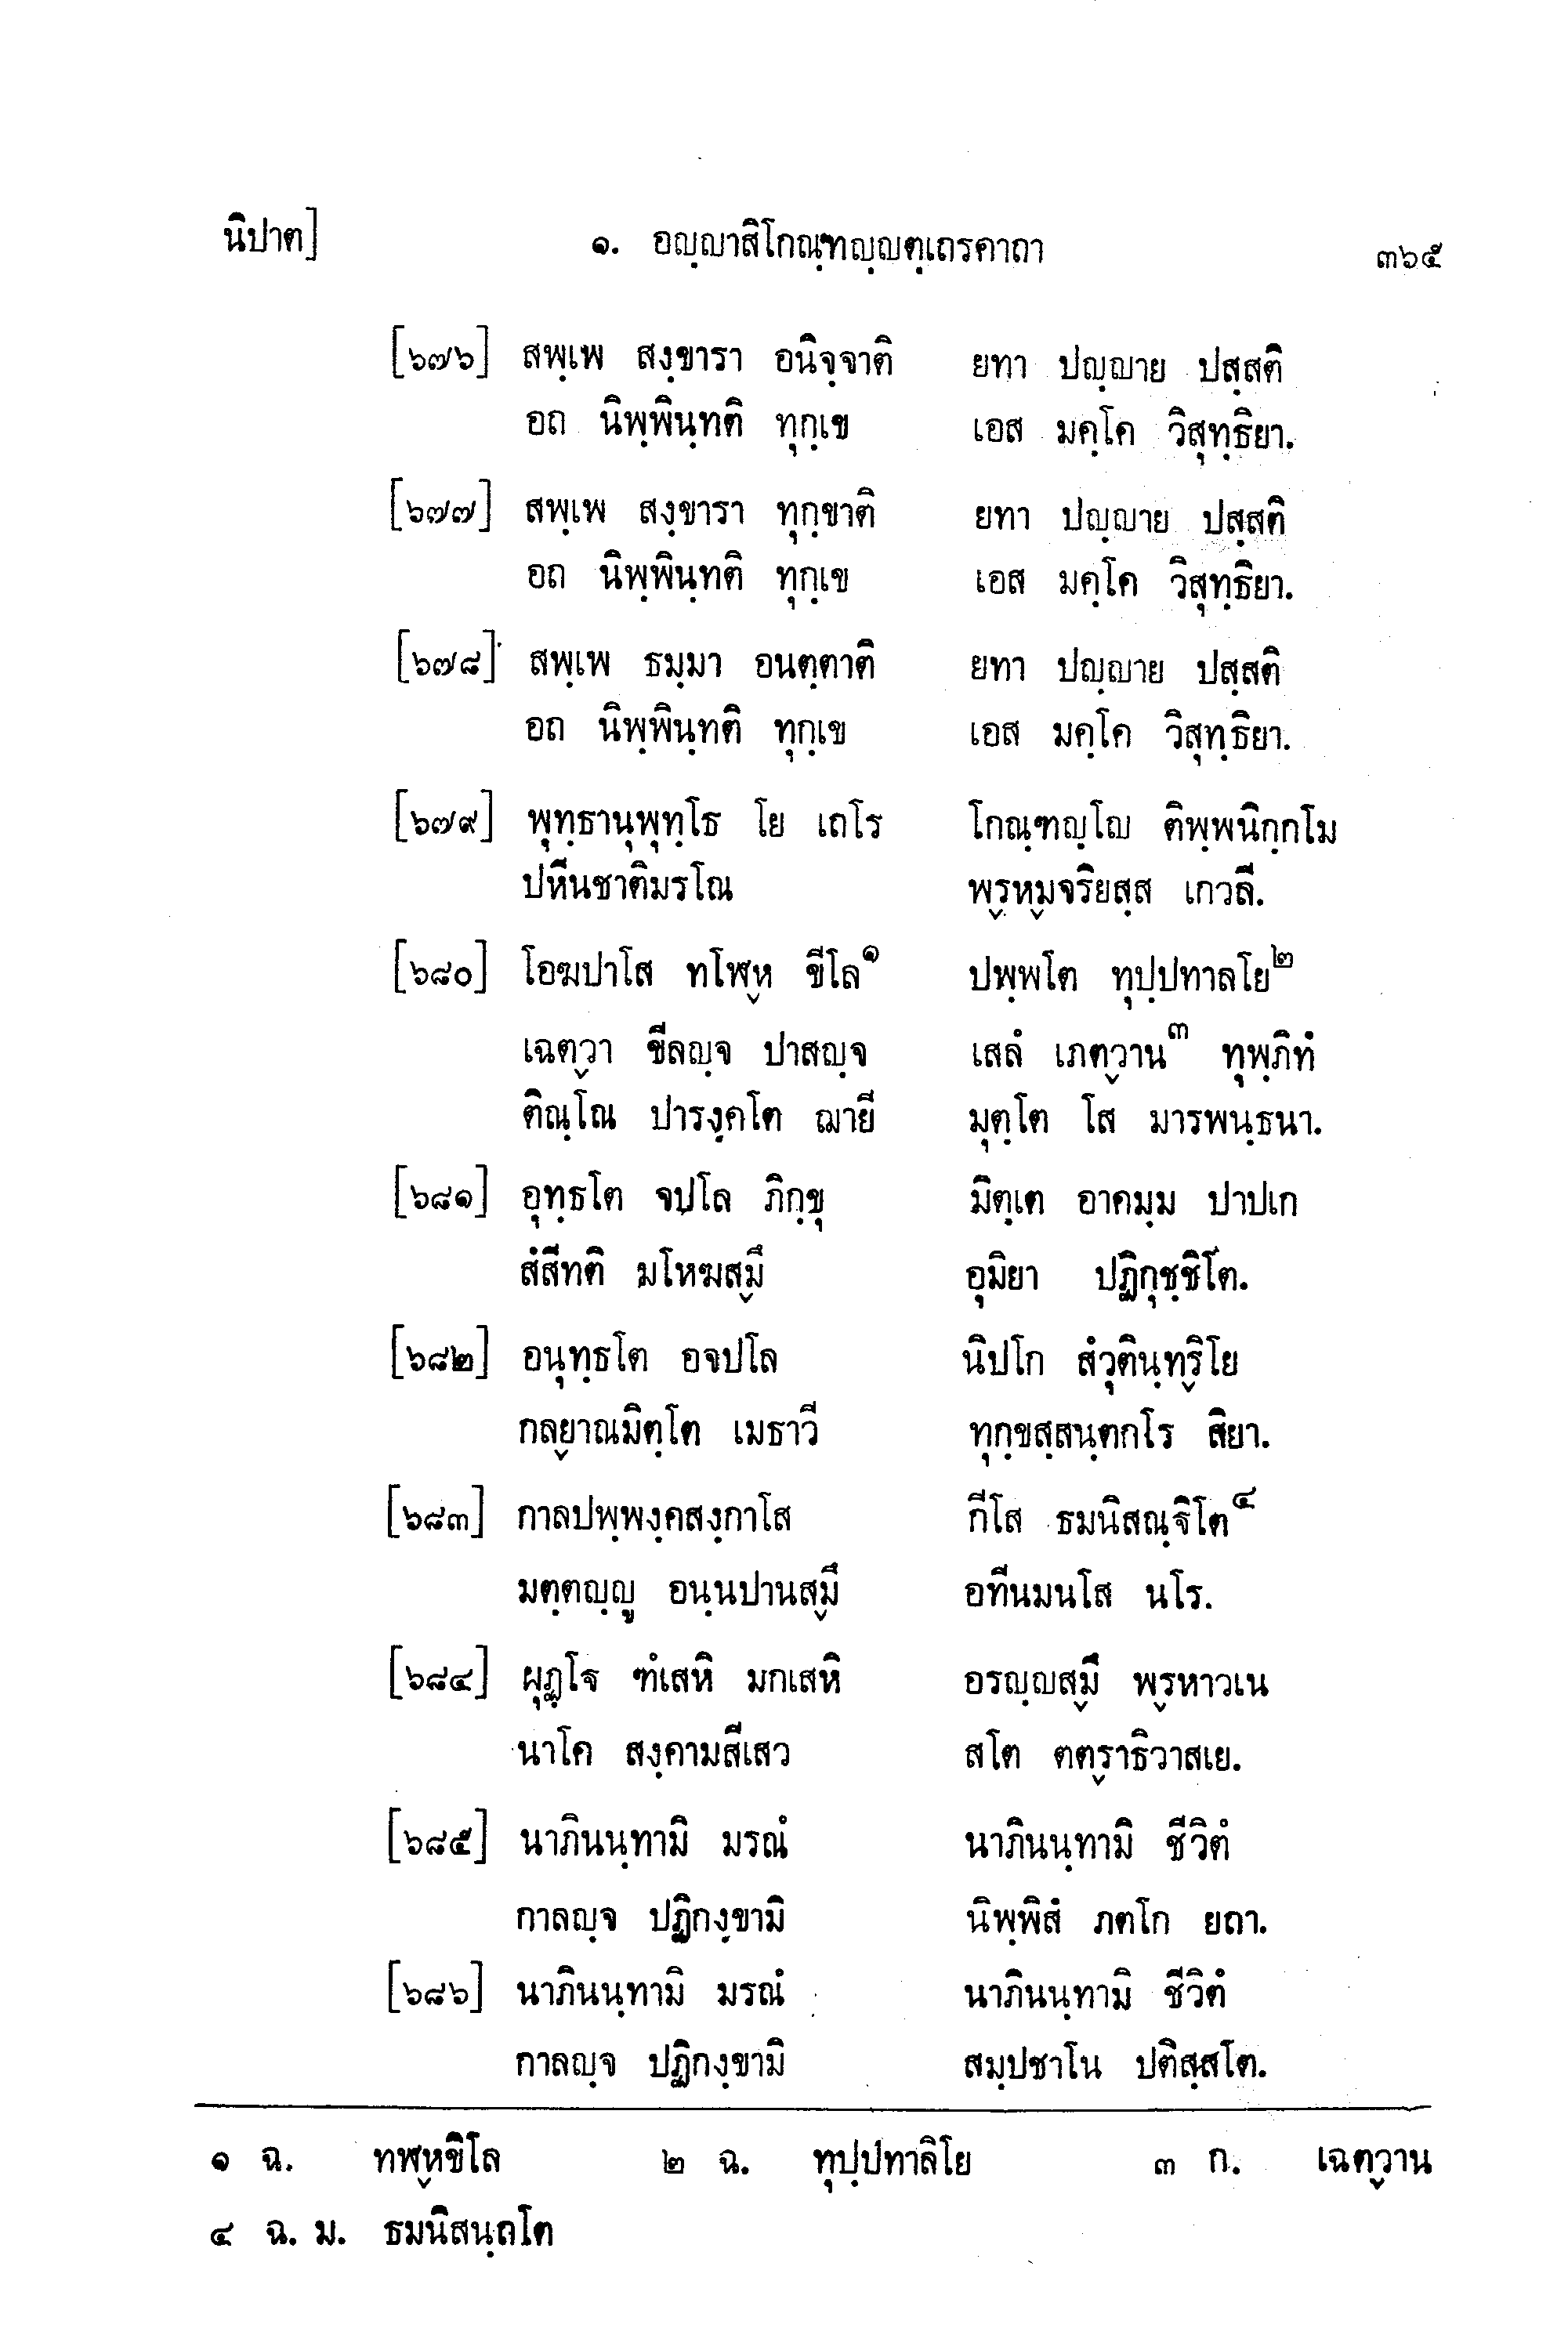 นิปาต] ๑. อญฺญาสิโกณฺฑญฺญตฺเถรคาถา ๓๖๕
[๖๗๖] สพฺเพ สงฺขารา อนิจฺจาติ ยทา ปญฺญาย ปสฺสติ
อถ นิพฺพินฺทติ ทุกฺเข เอส มคฺโค วิสุทฺธิยา.
[๖๗๗] สพฺเพ สงฺขารา ทุกฺขาติ ยทา ปญฺญาย ปสฺสติ
อถ นิพฺพินฺทติ ทุกฺเข เอส มคฺโค วิสุทฺธิยา.
[๖๗๘] สพฺเพ ธมฺมา อนตฺตาติ ยทา ปญฺญาย ปสฺสติ
อถ นิพฺพินฺทติ ทุกฺเข เอส มคฺโค วิสุทฺธิยา.
[๖๗๙] พุทฺธานุพุทฺโธ โย เถโร โกณฺฑญฺโญ ติพฺพนิกฺกโม
ปหีนชาติมรโณ พฺรหฺมจริยสฺส เกวลี.
[๖๘๐] โอฆปาโส ทโฬฺห ขีโล๑ ปพฺพโต ทุปฺปทาลโย๒
เฉตฺวา ขีลญฺจ ปาสญฺจ เสลํ เภตฺวาน๓ ทุพฺภิทํ
ติณฺโณ ปารงฺคโต ฌายี มุตฺโต โส มารพนฺธนา.
[๖๘๑] อุทฺธโต จปโล ภิกฺขุ มิตฺเต อาคมฺม ปาปเก
สํสีทติ มโหฆสฺมึ อุมิยา ปฏิกุชฺชิโต.
[๖๘๒] อนุทฺธโต อจปโล นิปโก สํวุตินฺทฺริโย
กลฺยาณมิตฺโต เมธาวี ทุกฺขสฺสนฺตกโร สิยา.
[๖๘๓] กาลปพฺพงฺคสงฺกาโส กีโส ธมนิสณฺจิโต๔
มตฺตญฺญู อนฺนปานสฺมึ อทีนมนโส นโร.
[๖๘๔] ผุฏฺโฐ ฑํเสหิ มกเสหิ อรญฺญสฺมึ พฺรหาวเน
นาโค สงฺคามสีเสว สโต ตตฺราธิวาสเย.
[๖๘๕] นาภินนฺทามิ มรณํ นาภินนฺทามิ ชีวิตํ
กาลญฺจ ปฏิกงฺขามิ นิพฺพิสํ ภตโก ยถา.
[๖๘๖] นาภินนฺทามิ มรณํ นาภินนฺทามิ ชีวิตํ
กาลญฺจ ปฏิกงฺขามิ สมฺปชาโน ปติสฺสโต.
๑ ฉ. ทฬฺหขิโล ๒ ฉ. ทุปฺปทาลิโย ๓ ก. เฉตฺวาน
๔ ฉ. ม. ธมนิสนฺถโต